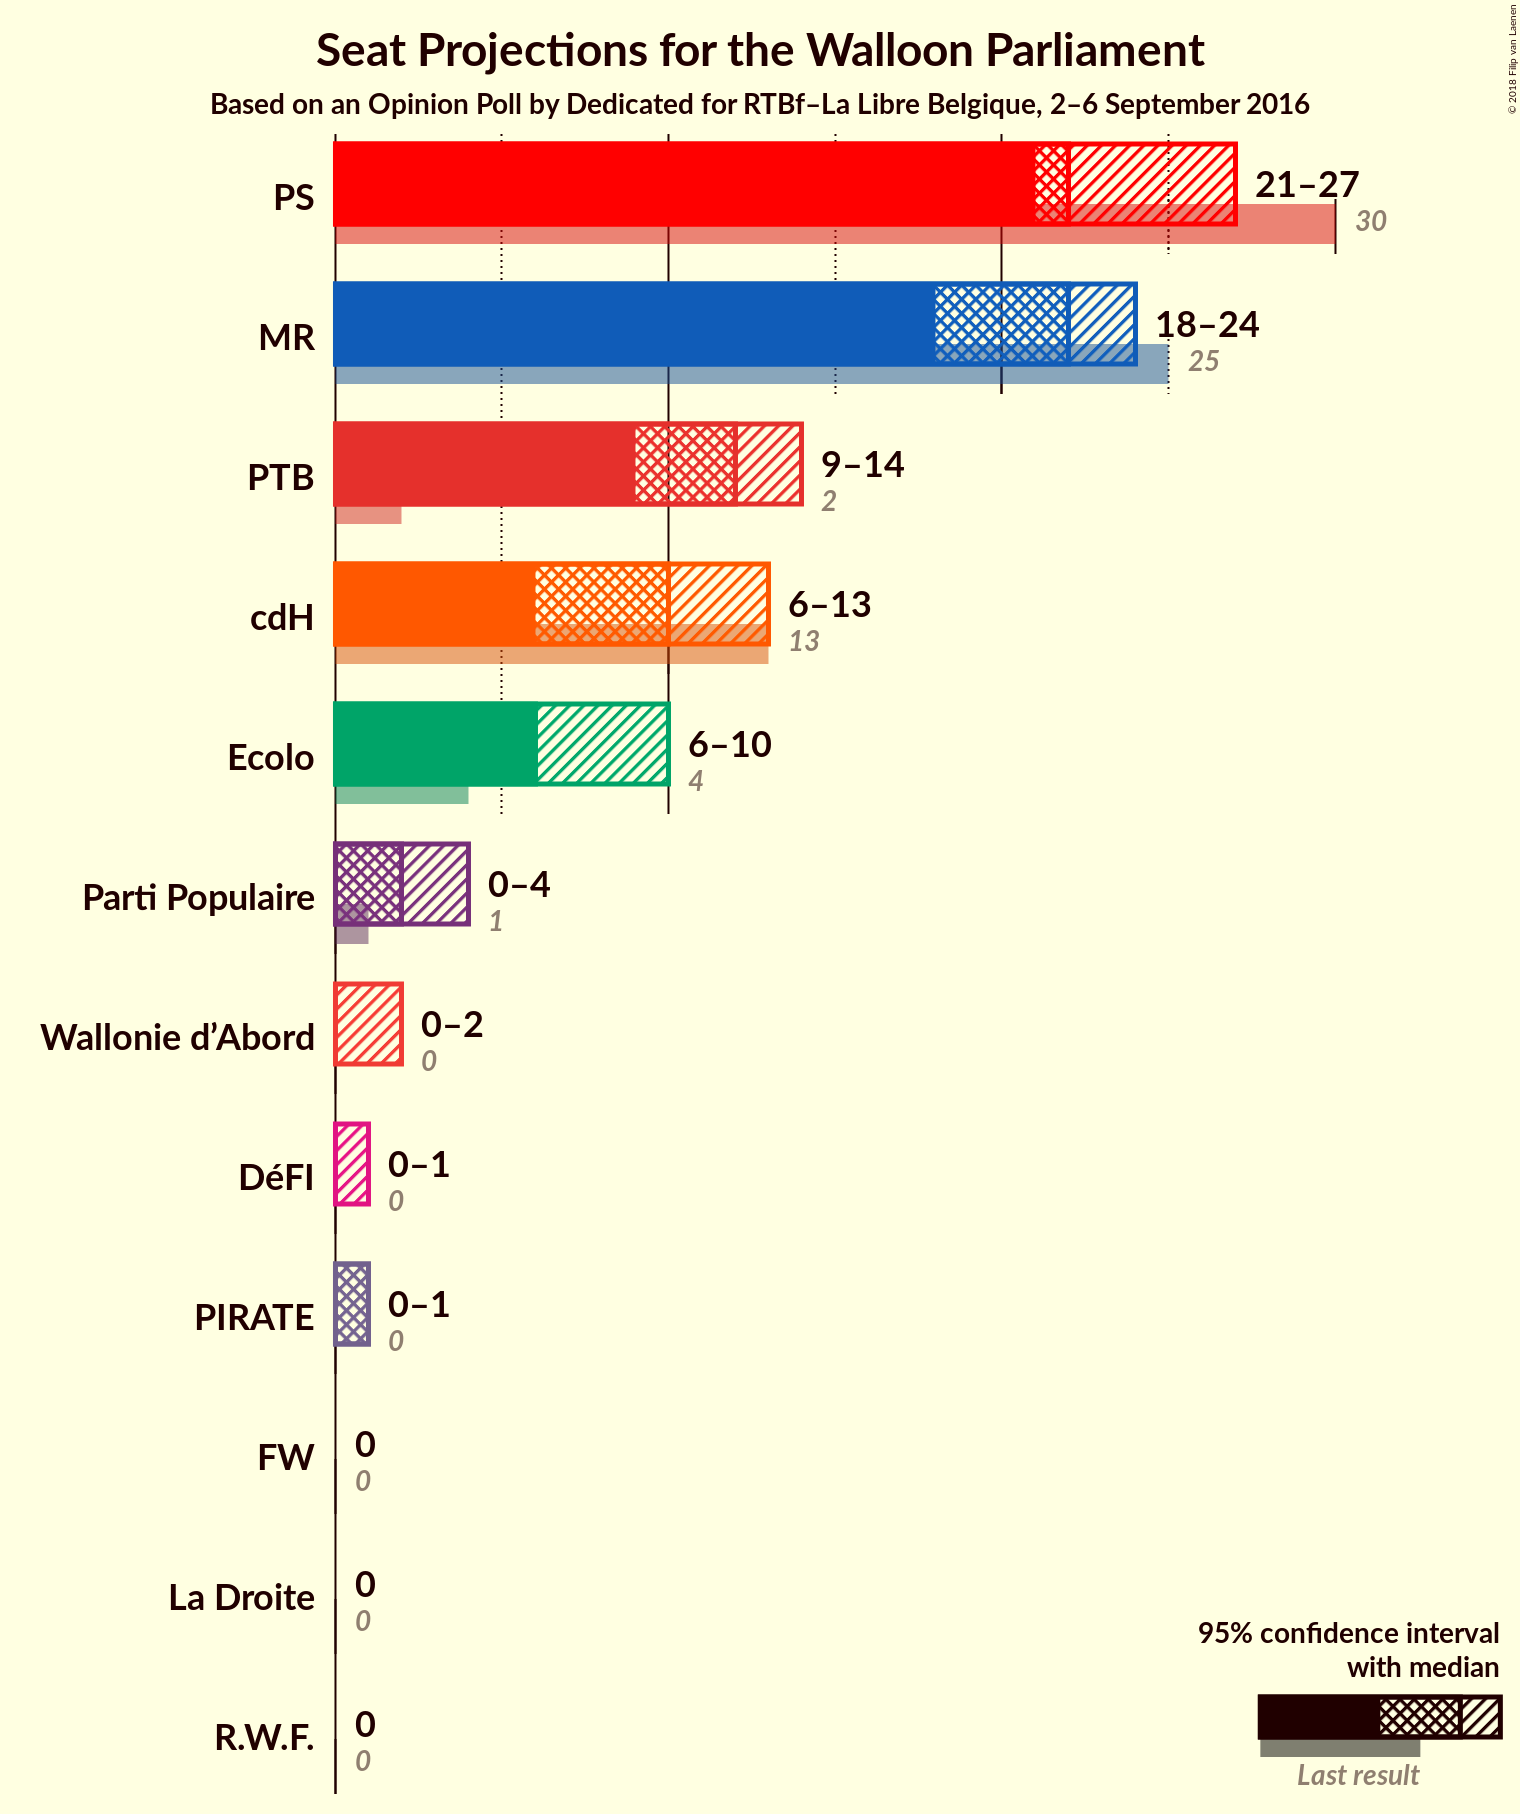 Seat Projections for the Walloon Parliament
Based on an Opinion Poll by Dedicated for RTBf–La Libre Belgique, 2–6 September 2016
© 2018 Filip van Laenen
PS
21–27
30
MR
18–24
25
PTB
9–14
2
cdH
6–13
13
Ecolo
6–10
4
Parti Populaire
0–4
1
Wallonie d’Abord
0–2
0
DéFI
0–1
0
PIRATE
0–1
0
FW
0
0
La Droite
0
0
R.W.F.
0
0
95% confidence interval
with median
Last result